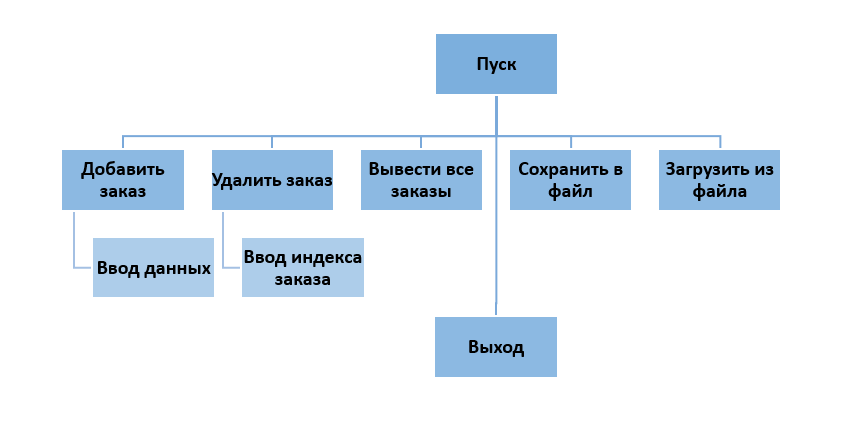 Пуск
Добавить
заказ
Удалить заказ
Вывести все
заказы
Сохранить в
файл
Загрузить из
файла
Ввод данных
Ввод индекса
заказа
Выход